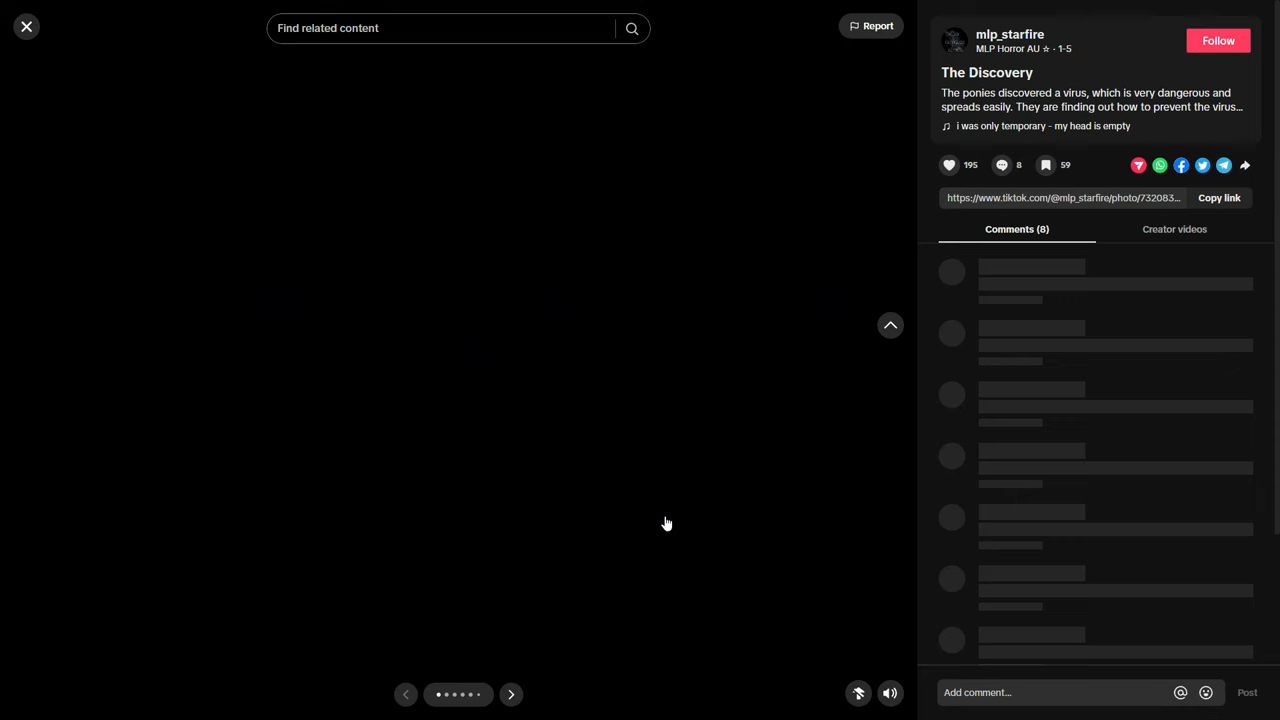 Find related content
Report
mlp_starfire
MLP Horror AU ☆ · 1-5
Follow
The Discovery
The ponies discovered a virus, which is very dangerous and
spreads easily. They are finding out how to prevent the virus...
i was only temporary - my head is empty
195
8
59
https://www.tiktok.com/@mlp_starfire/photo/732083...
Copy link
Comments (8)
Creator videos
Add comment...
Post